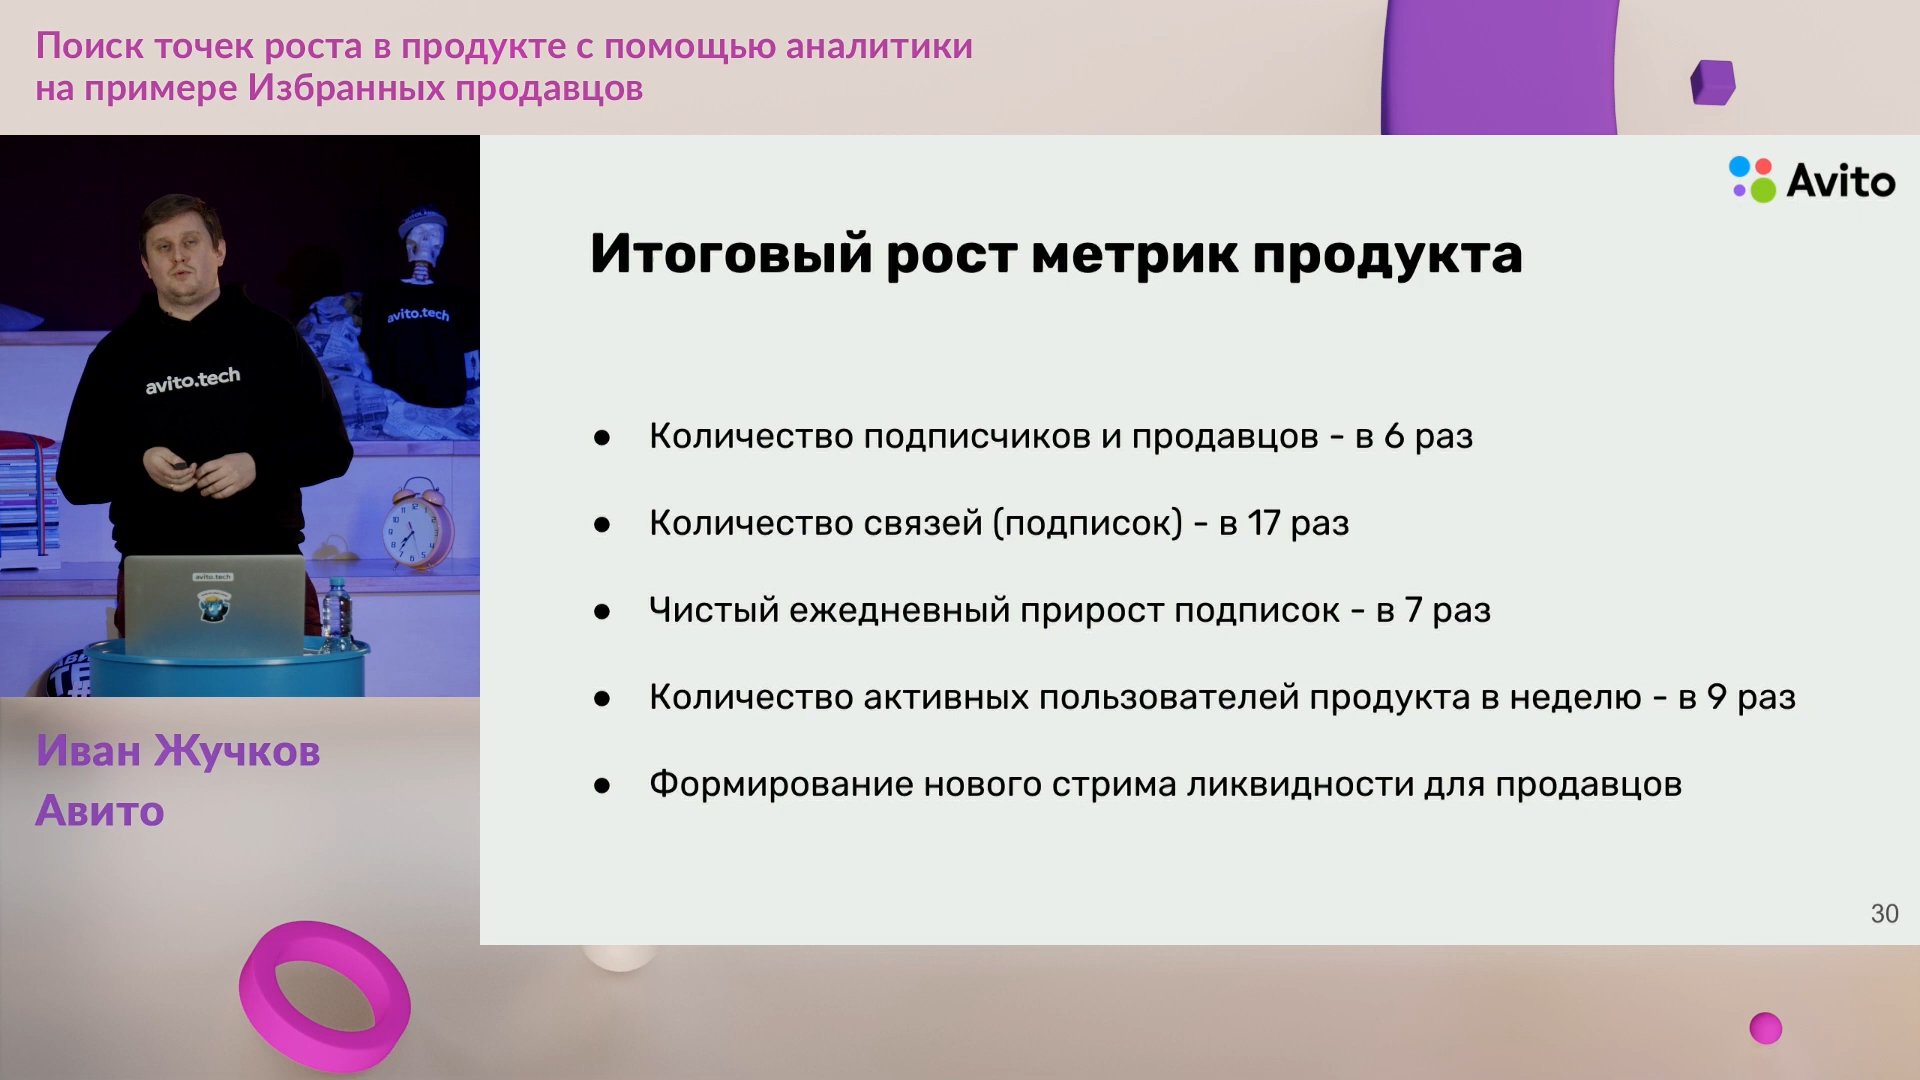 Поиск точек роста в продукте с помощью аналитики
на примере Избранных продавцов
Avito
Итоговый рост метрик продукта
● Количество подписчиков и продавцов - в 6 раз
● Количество связей (подписок) - в 17 раз
● Чистый ежедневный прирост подписок - в 7 раз
● Количество активных пользователей продукта в неделю - в 9 раз
● Формирование нового стрима ликвидности для продавцов
30
avito.tech
avito.tech
avito.tech
Иван Жучков
Авито